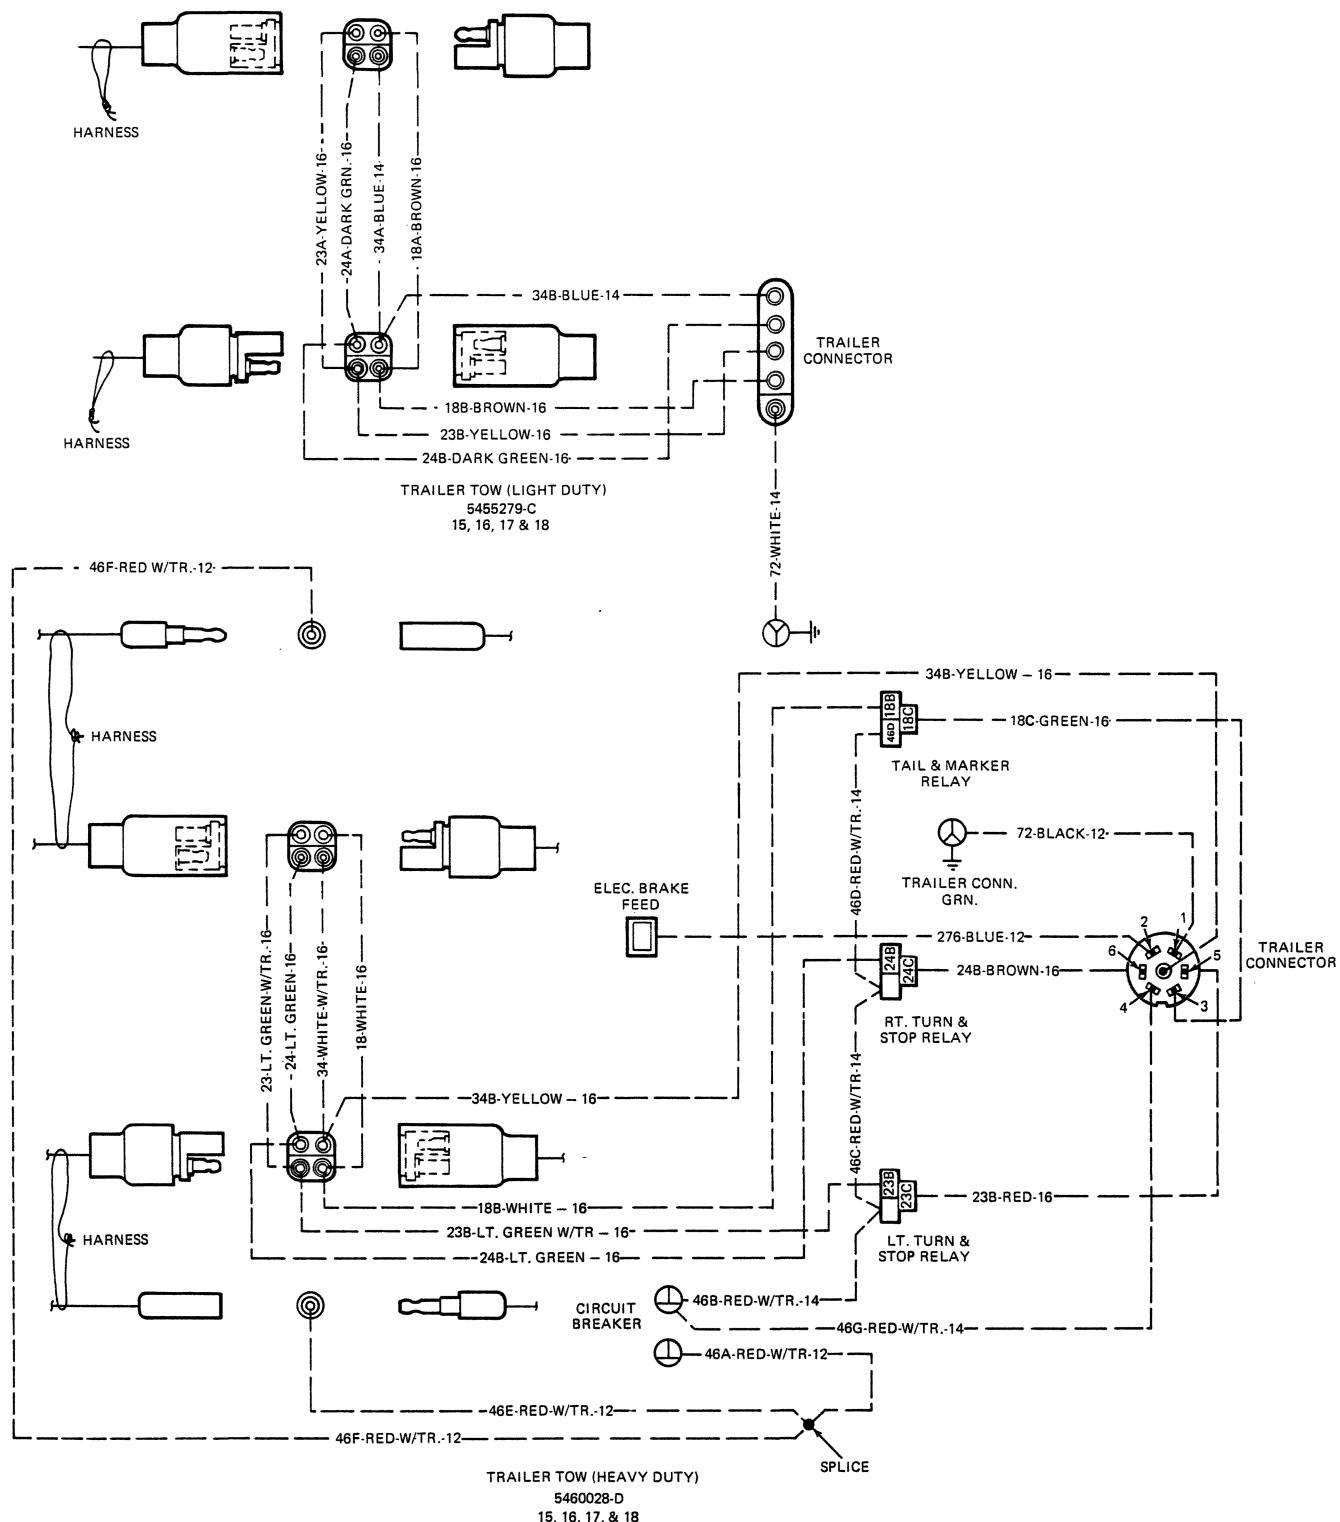 HARNESS
23A-YELLOW-16
24A-DARK GRN.-16
34A-BLUE-14
18A-BROWN-16
34B-BLUE-14
TRAILER
CONNECTOR
HARNESS
18B-BROWN-16
23B-YELLOW-16
24B-DARK GREEN-16
TRAILER TOW (LIGHT DUTY)
5455279-C
15, 16, 17 & 18
72-WHITE-14
46F-RED W/TR.-12
34B-YELLOW – 16
18B
46D
18C
18C-GREEN-16
HARNESS
TAIL & MARKER
RELAY
46D-RED-W/TR.-14
72-BLACK-12
TRAILER CONN.
GRN.
ELEC. BRAKE
FEED
276-BLUE-12
2
1
6
5
4
3
TRAILER
CONNECTOR
24B
24C
24B-BROWN-16
RT. TURN &
STOP RELAY
23-LT. GREEN-W/TR.-16
24-LT. GREEN-16
34-WHITE-W/TR.-16
18-WHITE-16
46C-RED-W/TR-14
34B-YELLOW – 16
23B
23C
23B-RED-16
18B-WHITE – 16
23B-LT. GREEN W/TR – 16
24B-LT. GREEN – 16
HARNESS
LT. TURN &
STOP RELAY
CIRCUIT
BREAKER
46B-RED-W/TR.-14
46G-RED-W/TR.-14
46A-RED-W/TR-12
46E-RED-W/TR.-12
46F-RED-W/TR.-12
SPLICE
TRAILER TOW (HEAVY DUTY)
5460028-D
15, 16, 17, & 18